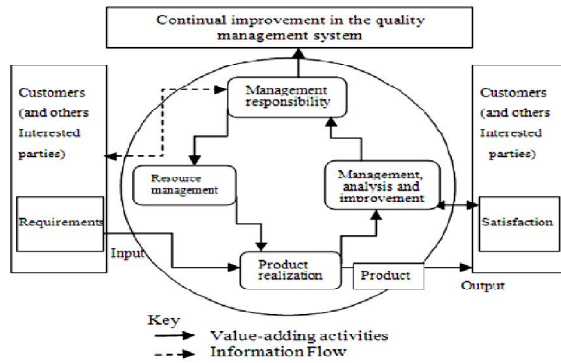 Continual improvement in the quality
management system
Customers
(and others
Interested
parties)
Requirements
Management
responsibility
Resource
management
Management,
analysis and
improvement
Product
realization
Customers
(and others
Interested
parties)
Satisfaction
Input
Product
Output
Key
Value-adding activities
Information Flow